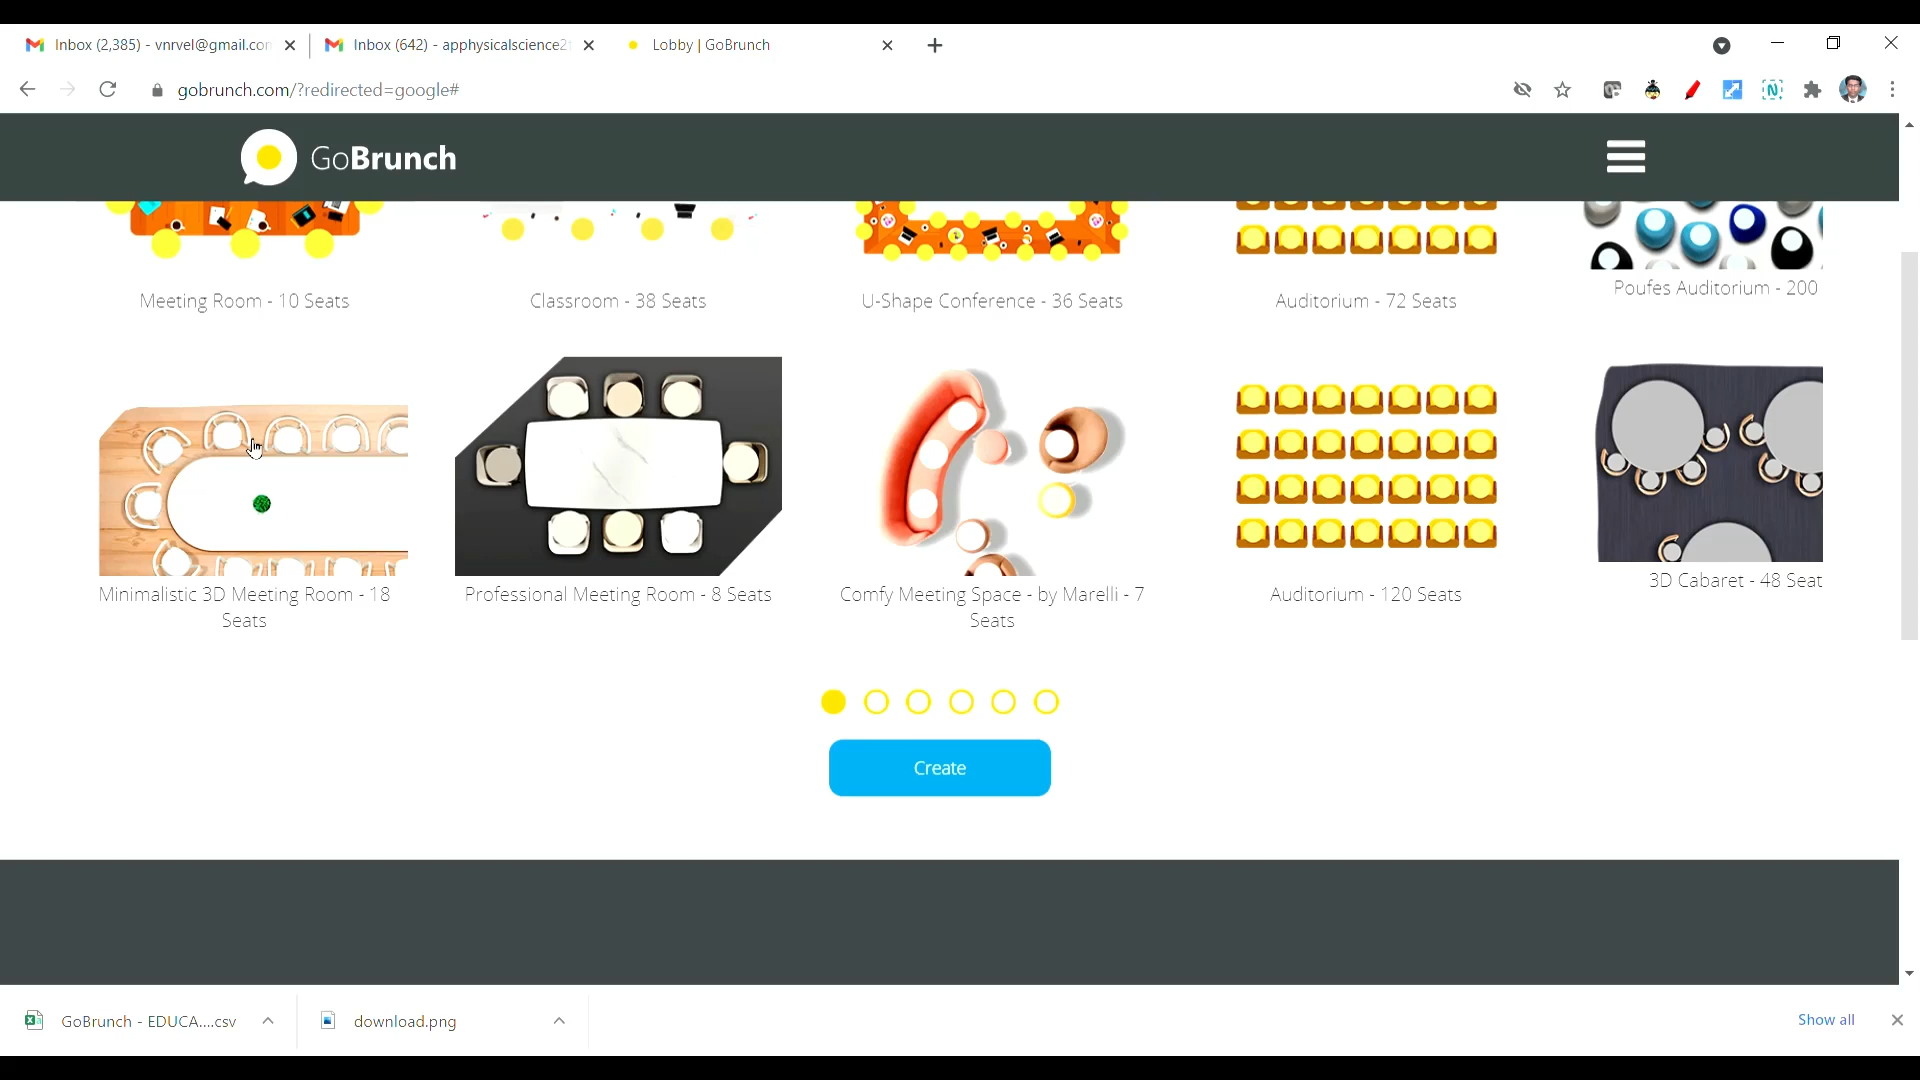 Inbox (2,385) - vnrvel@gmail.com
Inbox (642) - apphysicalscience2
Lobby | GoBrunch
gobrunch.com/?redirected=google#
GoBrunch
Meeting Room - 10 Seats
Classroom - 38 Seats
U-Shape Conference - 36 Seats
Auditorium - 72 Seats
Poufes Auditorium - 200
Minimalistic 3D Meeting Room - 18
Seats
Professional Meeting Room - 8 Seats
Comfy Meeting Space - by Marelli - 7
Seats
Auditorium - 120 Seats
3D Cabaret - 48 Seat
Create
GoBrunch - EDUCA....csv
download.png
Show all